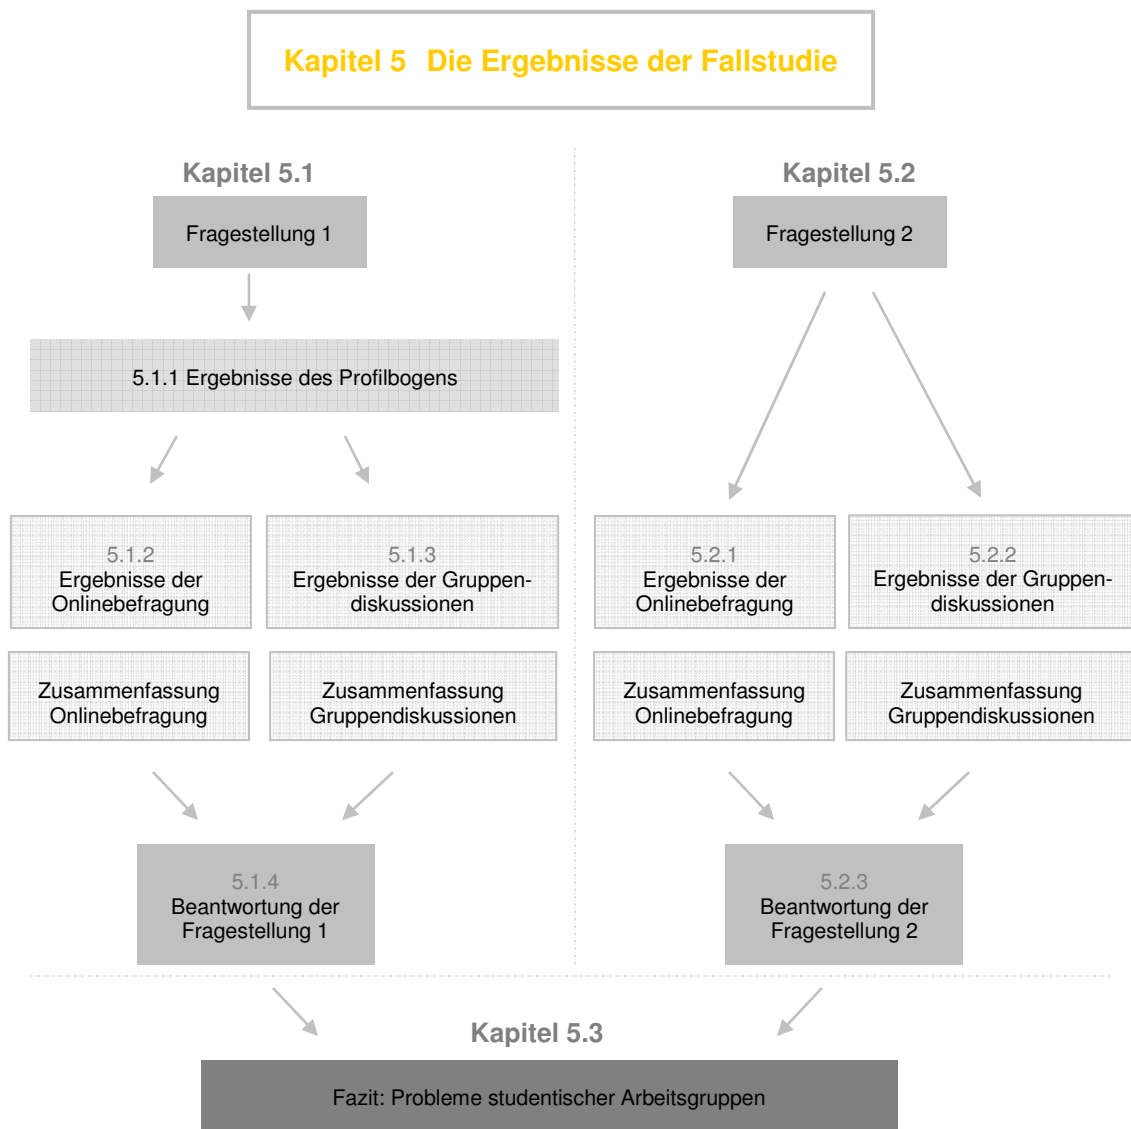 Kapitel 5 Die Ergebnisse der Fallstudie
Kapitel 5.1
Fragestellung 1
5.1.1 Ergebnisse des Profilbogens
5.1.2
Ergebnisse der
Onlinebefragung
5.1.3
Ergebnisse der Gruppen-
diskussionen
Zusammenfassung
Onlinebefragung
Zusammenfassung
Gruppendiskussionen
5.1.4
Beantwortung der
Fragestellung 1
Kapitel 5.2
Fragestellung 2
5.2.1
Ergebnisse der
Onlinebefragung
5.2.2
Ergebnisse der Gruppen-
diskussionen
Zusammenfassung
Onlinebefragung
Zusammenfassung
Gruppendiskussionen
5.2.3
Beantwortung der
Fragestellung 2
Kapitel 5.3
Fazit: Probleme studentischer Arbeitsgruppen